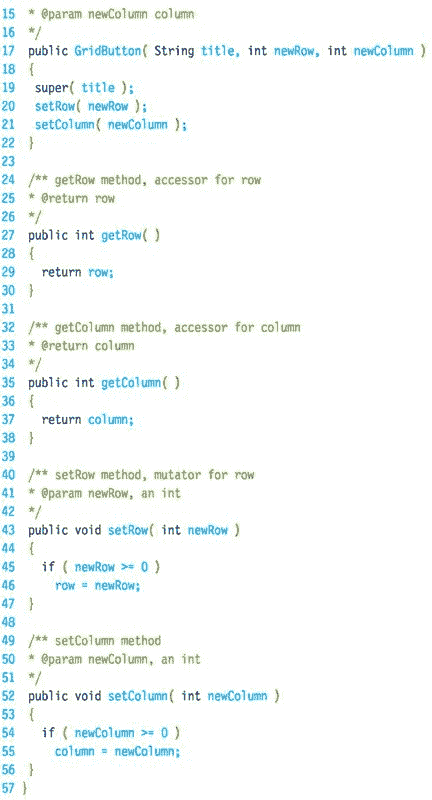 15 * @param newColumn column
16 */
17 public GridButton( String title, int newRow, int newColumn )
18 {
19 super( title );
20 setRow( newRow );
21 setColumn( newColumn );
22 }
23
24 /** getRow method, accessor for row
25 * @return row
26 */
27 public int getRow( )
28 {
29 return row;
30 }
31
32 /** getColumn method, accessor for column
33 * @return column
34 */
35 public int getColumn( )
36 {
37 return column;
38 }
39
40 /** setRow method, mutator for row
41 * @param newRow, an int
42 */
43 public void setRow( int newRow )
44 {
45 if ( newRow >= 0 )
46 row = newRow;
47 }
48
49 /** setColumn method
50 * @param newColumn, an int
51 */
52 public void setColumn( int newColumn )
53 {
54 if ( newColumn >= 0 )
55 column = newColumn;
56 }
57 }